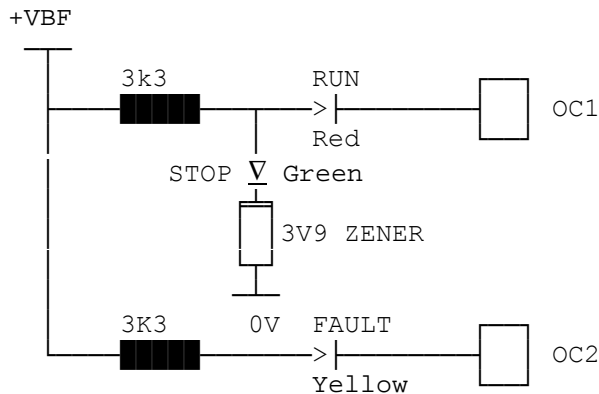 +VBF
3k3
RUN
OC1
Red
STOP
Green
3V9 ZENER
3K3
0V
FAULT
OC2
Yellow